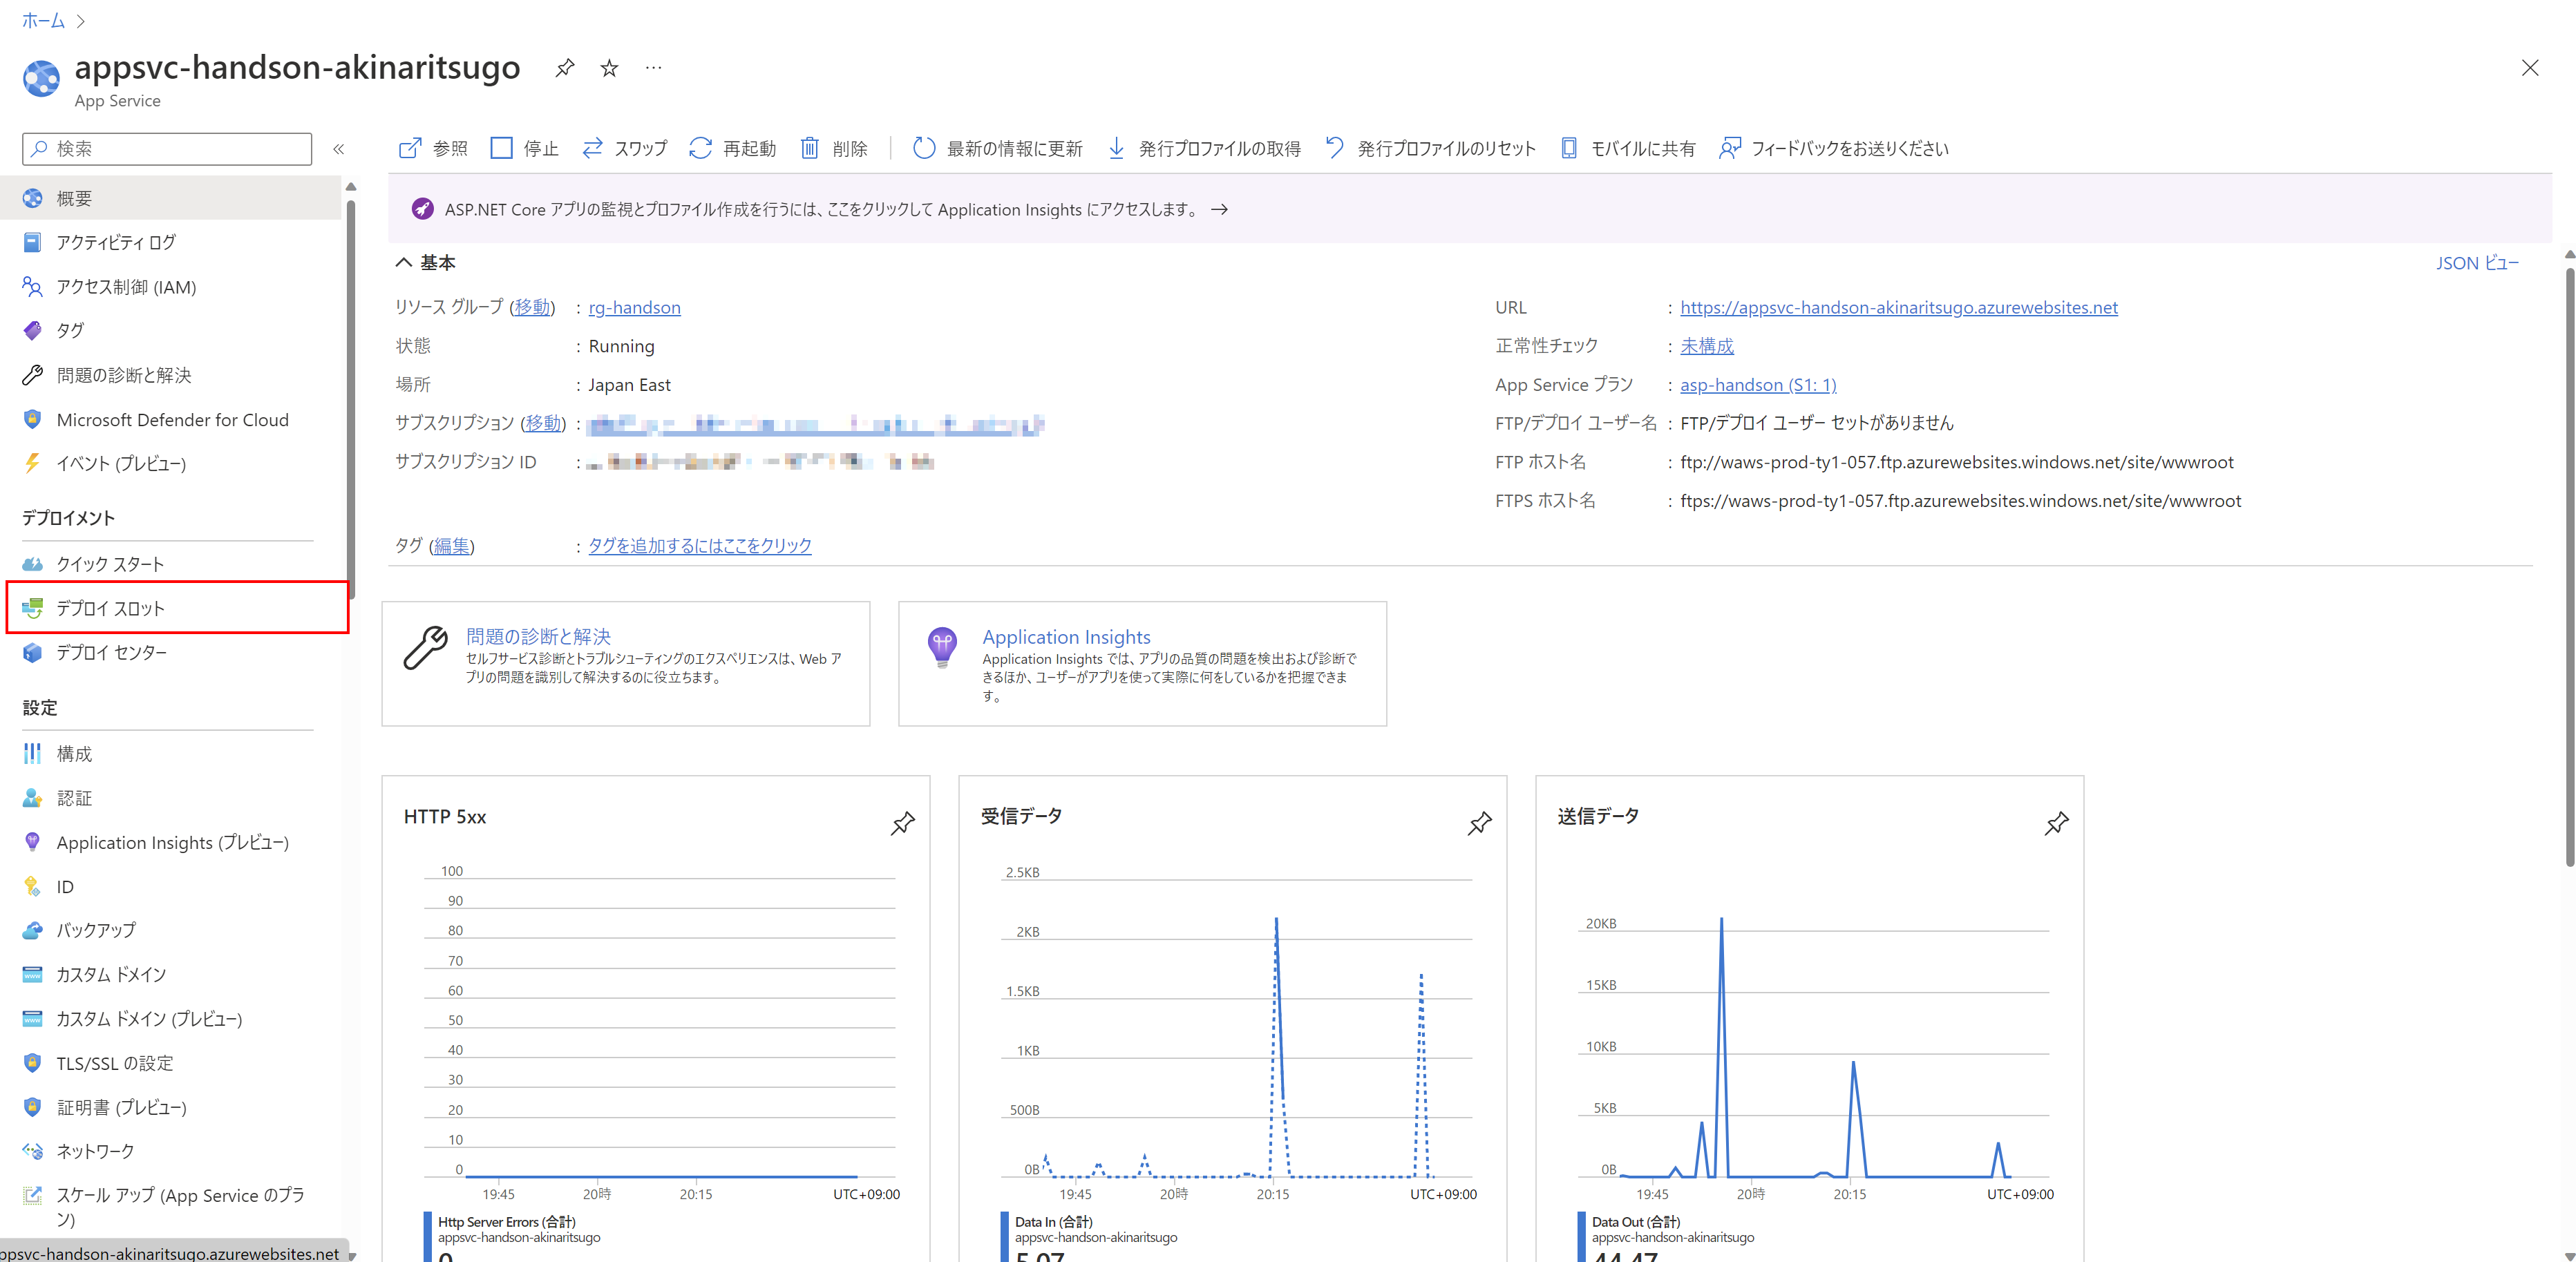 ホーム
appsvc-handson-akinaritsugo
App Service
検索
参照 停止 スワップ 再起動 削除 最新の情報に更新 発行プロファイルの取得 発行プロファイルのリセット モバイルに共有 フィードバックをお送りください
概要
アクティビティ ログ
アクセス制御 (IAM)
タグ
問題の診断と解決
Microsoft Defender for Cloud
イベント (プレビュー)
デプロイメント
クイック スタート
デプロイ スロット
デプロイ センター
設定
構成
認証
Application Insights (プレビュー)
ID
バックアップ
カスタム ドメイン
カスタム ドメイン (プレビュー)
TLS/SSL の設定
証明書 (プレビュー)
ネットワーク
スケール アップ (App Service のプラ
ン)
ppsvc-handson-akinaritsugo.azurewebsites.net
ASP.NET Core アプリの監視とプロファイル作成を行うには、ここをクリックして Application Insights にアクセスします。 →
基本
JSON ビュー
リソース グループ (移動) : rg-handson
状態 : Running
場所 : Japan East
サブスクリプション (移動) :
サブスクリプション ID :
タグ (編集) : タグを追加するにはここをクリック
URL : https://appsvc-handson-akinaritsugo.azurewebsites.net
正常性チェック : 未構成
App Service プラン : asp-handson (S1: 1)
FTP/デプロイ ユーザー名 : FTP/デプロイ ユーザー セットがありません
FTP ホスト名 : ftp://waws-prod-ty1-057.ftp.azurewebsites.windows.net/site/wwwroot
FTPS ホスト名 : ftps://waws-prod-ty1-057.ftp.azurewebsites.windows.net/site/wwwroot
問題の診断と解決
セルフサービス診断とトラブルシューティングのエクスペリエンスは、Web ア
プリの問題を識別して解決するのに役立ちます。
Application Insights
Application Insights では、アプリの品質の問題を検出および診断で
きるほか、ユーザーがアプリを使って実際に何をしているかを把握できま
す。
HTTP 5xx
100
90
80
70
60
50
40
30
20
10
0
19:45 20時 20:15 UTC+09:00
Http Server Errors (合計)
appsvc-handson-akinaritsugo
0
受信データ
2.5KB
2KB
1.5KB
1KB
500B
0B
19:45 20時 20:15 UTC+09:00
Data In (合計)
appsvc-handson-akinaritsugo
5.07
送信データ
20KB
15KB
10KB
5KB
0B
19:45 20時 20:15 UTC+09:00
Data Out (合計)
appsvc-handson-akinaritsugo
44.47